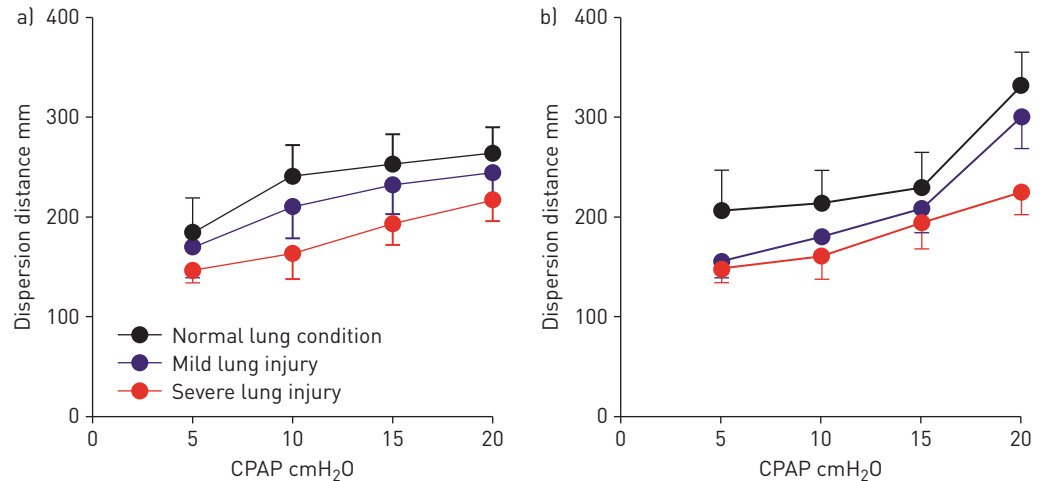 a)
400
300
200
100
0
Dispersion distance mm
Normal lung condition
Mild lung injury
Severe lung injury
0 5 10 15 20
CPAP cmH₂O
b)
400
300
200
100
0
Dispersion distance mm
0 5 10 15 20
CPAP cmH₂O